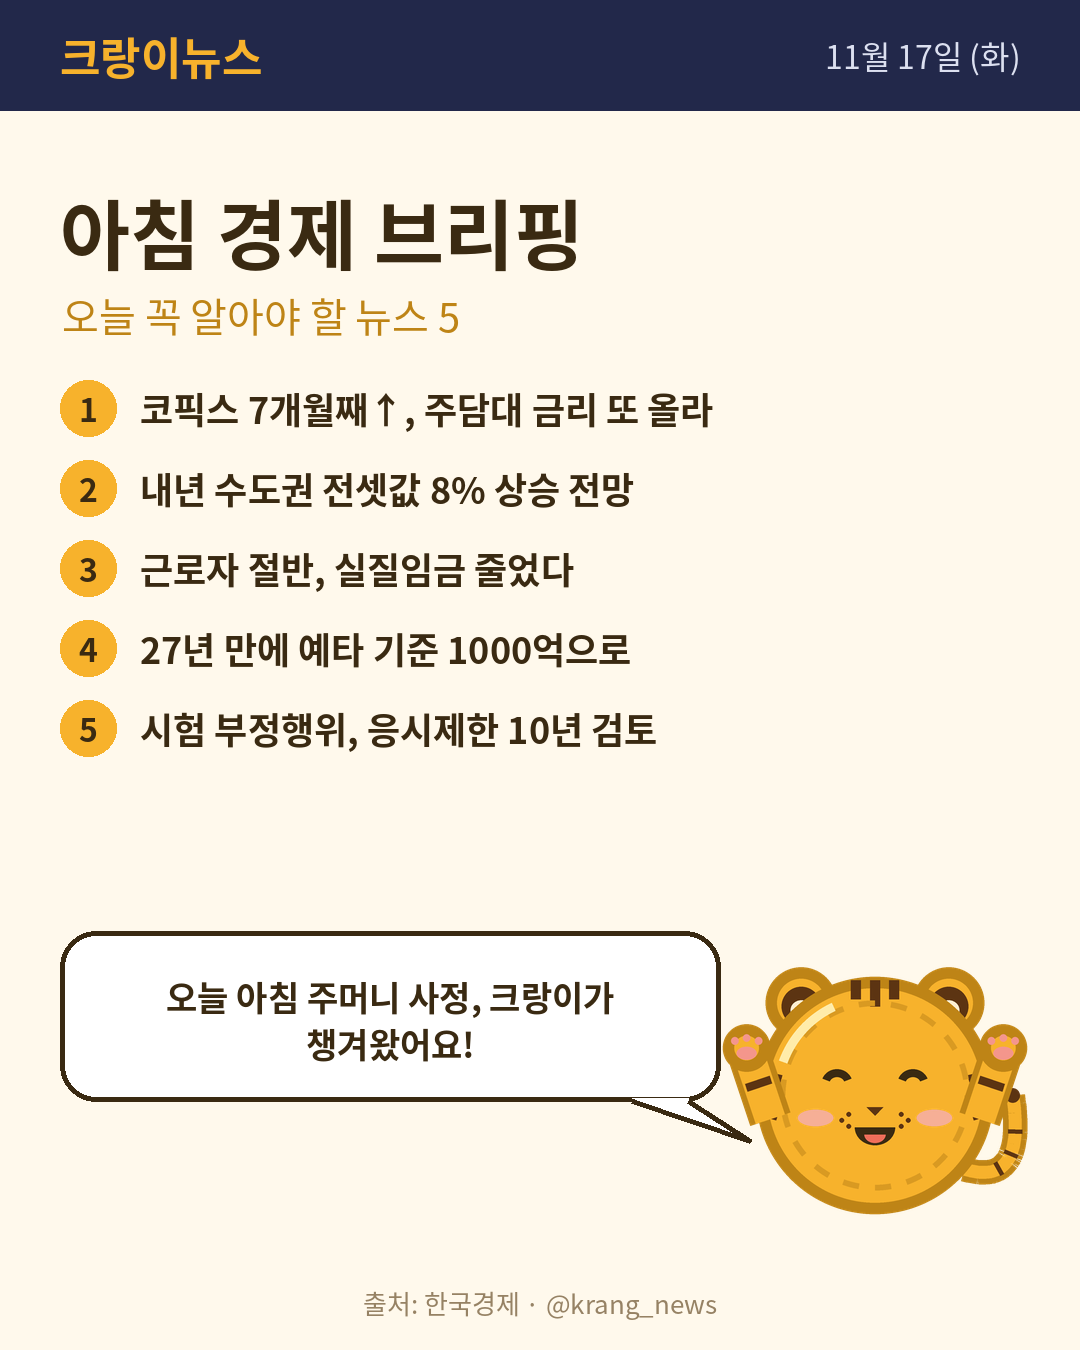 크랑이뉴스
11월 17일 (화)
아침 경제 브리핑
오늘 꼭 알아야 할 뉴스 5
1 코픽스 7개월째↑, 주담대 금리 또 올라
2 내년 수도권 전셋값 8% 상승 전망
3 근로자 절반, 실질임금 줄었다
4 27년 만에 예타 기준 1000억으로
5 시험 부정행위, 응시제한 10년 검토
오늘 아침 주머니 사정, 크랑이가
챙겨왔어요!
출처: 한국경제 · @krang_news